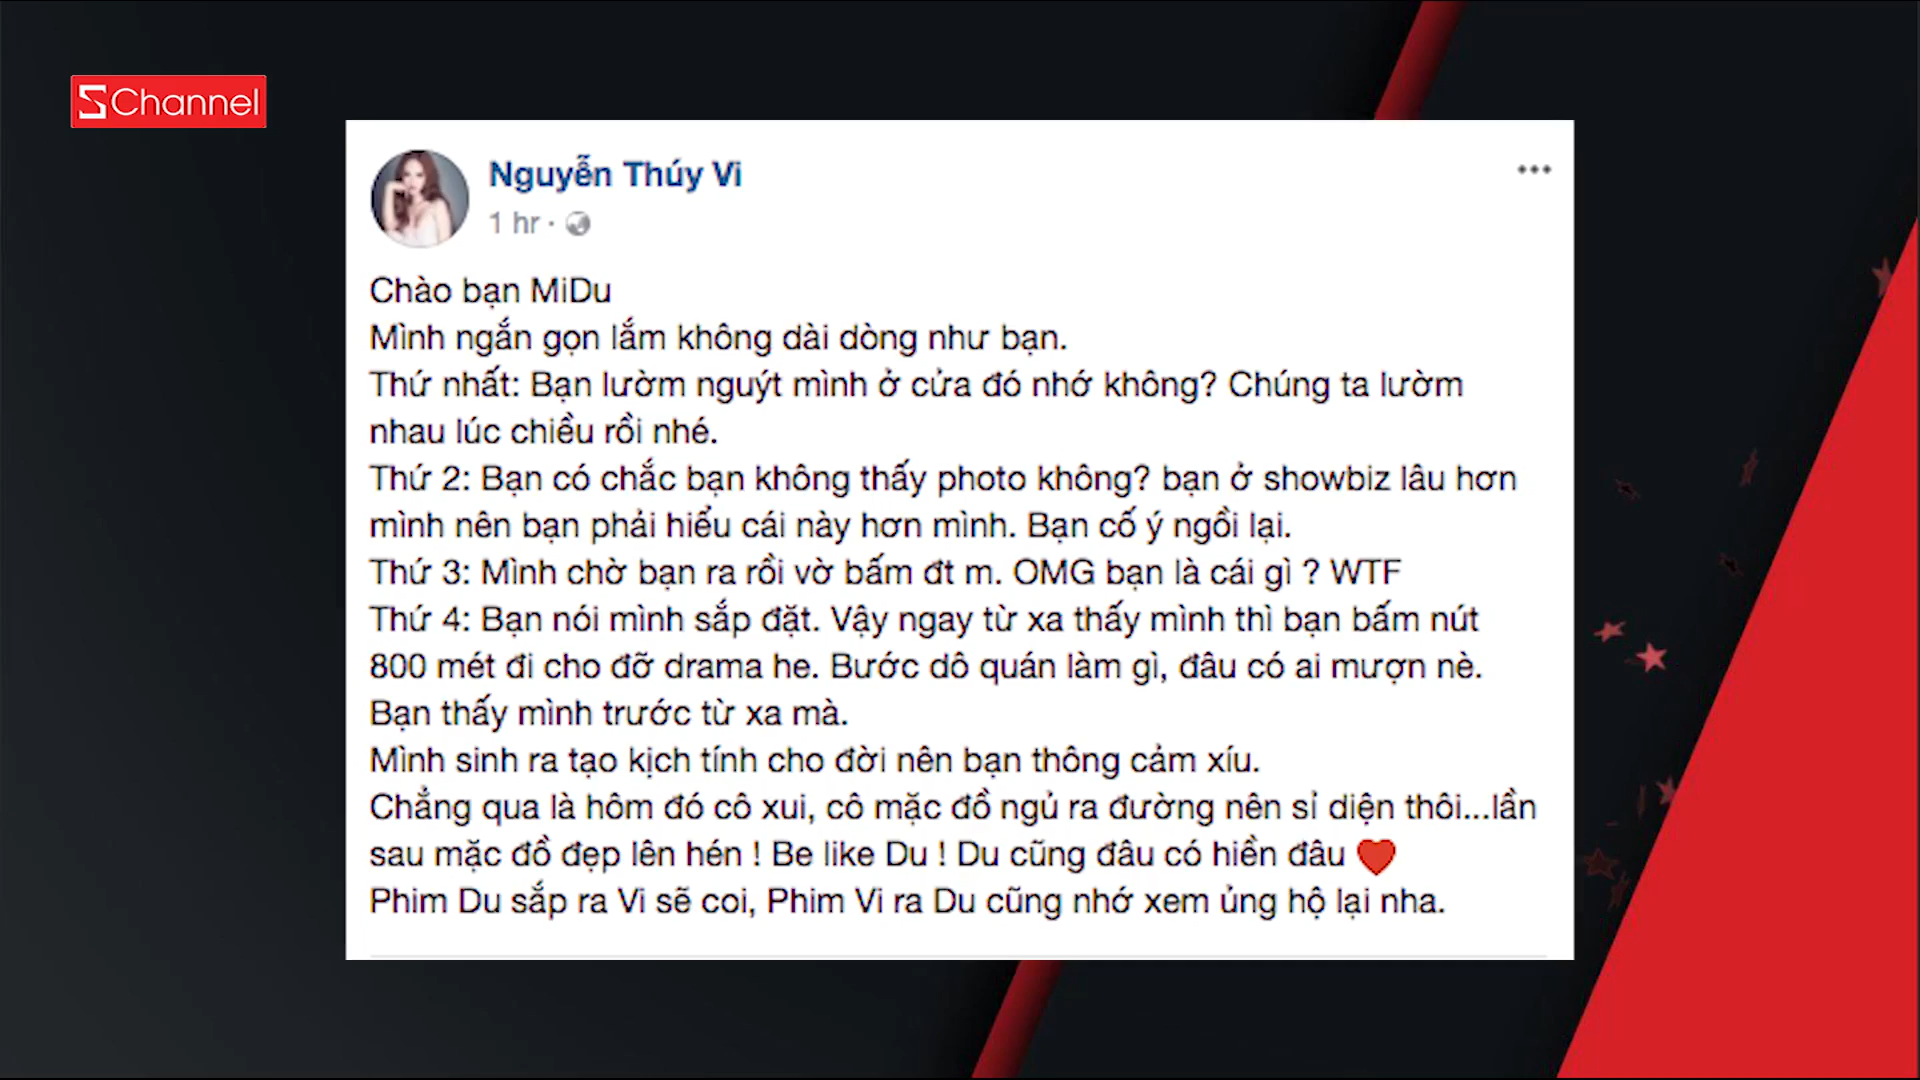 SChannel
Nguyễn Thúy Vi
1 hr ·
Chào bạn MiDu
Mình ngắn gọn lắm không dài dòng như bạn.
Thứ nhất: Bạn lườm nguýt mình ở cửa đó nhớ không? Chúng ta lườm
nhau lúc chiều rồi nhé.
Thứ 2: Bạn có chắc bạn không thấy photo không? bạn ở showbiz lâu hơn
mình nên bạn phải hiểu cái này hơn mình. Bạn cố ý ngồi lại.
Thứ 3: Mình chờ bạn ra rồi vờ bấm đt m. OMG bạn là cái gì ? WTF
Thứ 4: Bạn nói mình sắp đặt. Vậy ngay từ xa thấy mình thì bạn bấm nút
800 mét đi cho đỡ drama he. Bước dô quán làm gì, đâu có ai mượn nè.
Bạn thấy mình trước từ xa mà.
Mình sinh ra tạo kịch tính cho đời nên bạn thông cảm xíu.
Chẳng qua là hôm đó cô xui, cô mặc đồ ngủ ra đường nên sỉ diện thôi...lần
sau mặc đồ đẹp lên hén ! Be like Du ! Du cũng đâu có hiền đâu ❤
Phim Du sắp ra Vi sẽ coi, Phim Vi ra Du cũng nhớ xem ủng hộ lại nha.